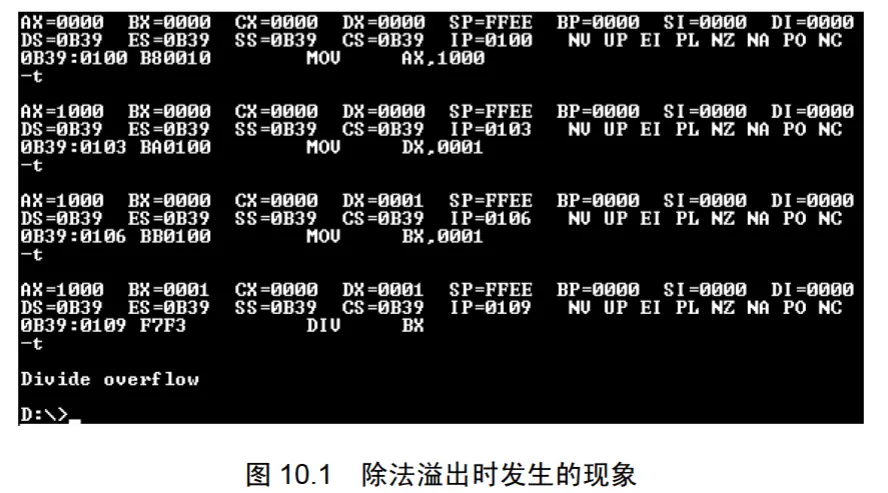 AX=0000 BX=0000 CX=0000 DX=0000 SP=FFEE BP=0000 SI=0000 DI=0000
DS=0B39 ES=0B39 SS=0B39 CS=0B39 IP=0100 NV UP EI PL NZ NA PO NC
0B39:0100 B80010 MOV AX,1000
-t
AX=1000 BX=0000 CX=0000 DX=0000 SP=FFEE BP=0000 SI=0000 DI=0000
DS=0B39 ES=0B39 SS=0B39 CS=0B39 IP=0103 NV UP EI PL NZ NA PO NC
0B39:0103 BA0100 MOV DX,0001
-t
AX=1000 BX=0000 CX=0000 DX=0001 SP=FFEE BP=0000 SI=0000 DI=0000
DS=0B39 ES=0B39 SS=0B39 CS=0B39 IP=0106 NV UP EI PL NZ NA PO NC
0B39:0106 BB0100 MOV BX,0001
-t
AX=1000 BX=0001 CX=0000 DX=0001 SP=FFEE BP=0000 SI=0000 DI=0000
DS=0B39 ES=0B39 SS=0B39 CS=0B39 IP=0109 NV UP EI PL NZ NA PO NC
0B39:0109 F7F3 DIV BX
-t
Divide overflow
D:\>_
图 10.1 除法溢出时发生的现象